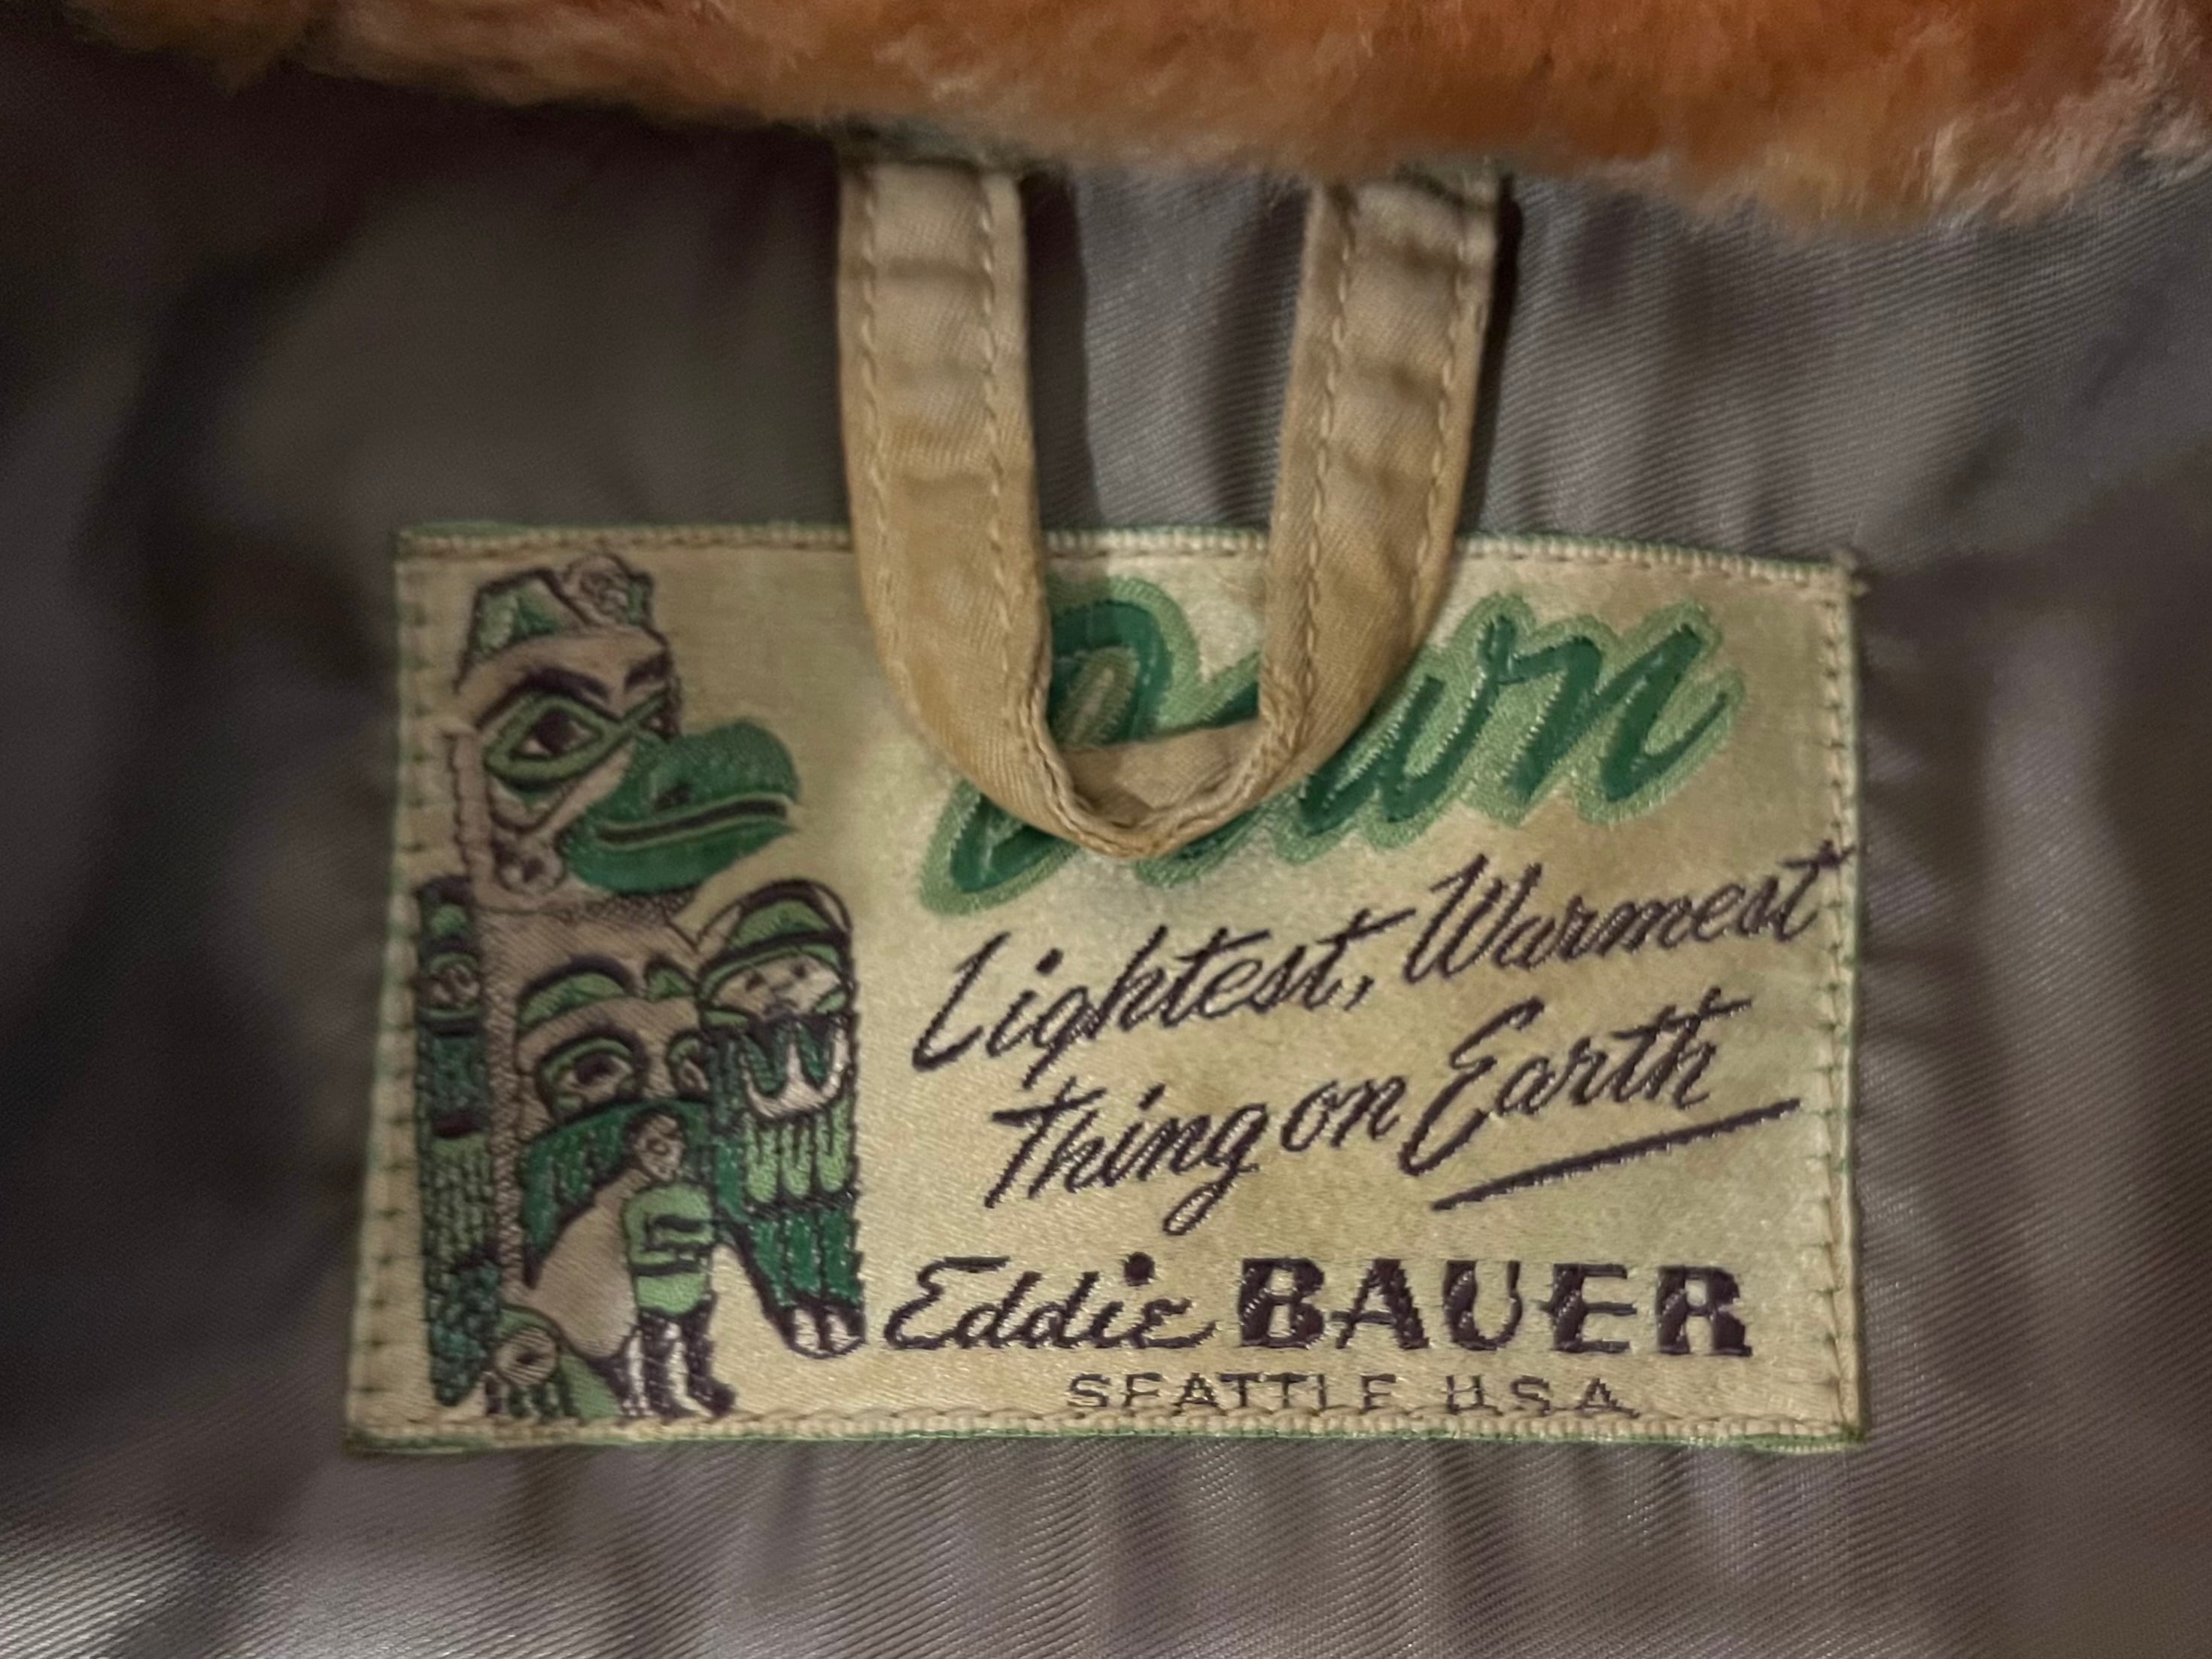 Down
Lightest, Warmest
Thing on Earth
Eddie BAUER
SEATTLE U.S.A.